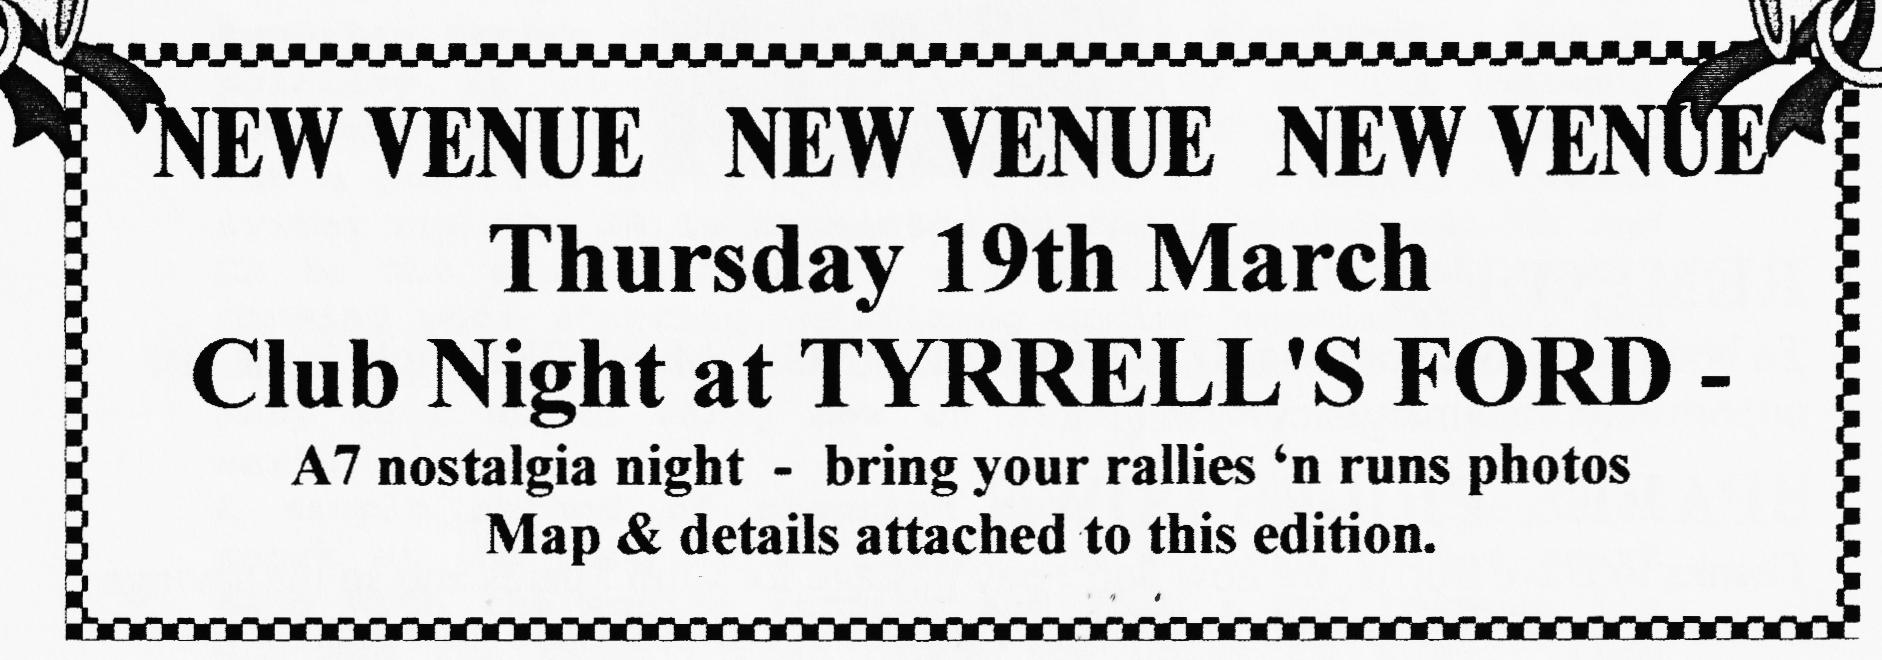 NEW VENUE NEW VENUE NEW VENUE
Thursday 19th March
Club Night at TYRRELL'S FORD -
A7 nostalgia night - bring your rallies ‘n runs photos
Map & details attached to this edition.